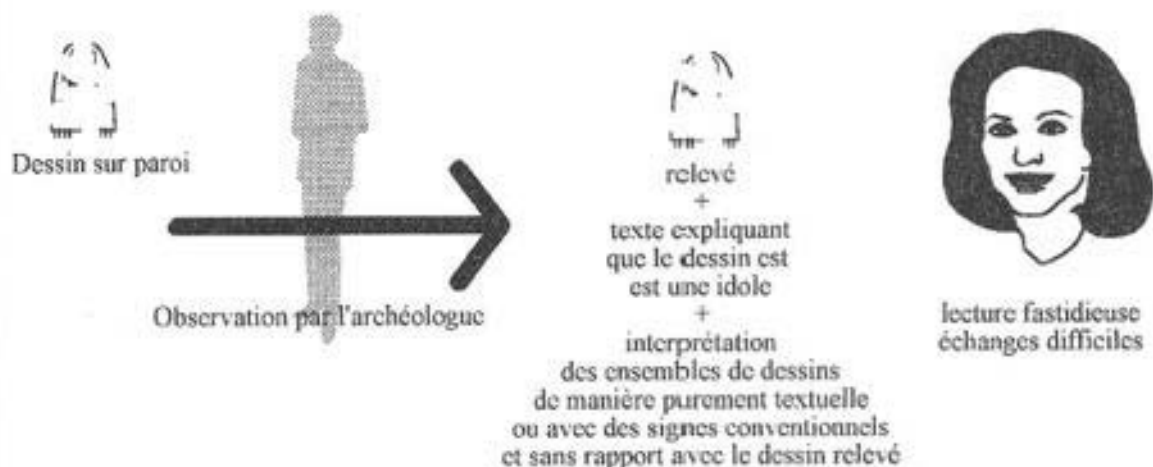 Dessin sur paroi
Observation par l'archéologue
relevé
+
texte expliquant
que le dessin est
est une idole
+
interprétation
des ensembles de dessins
de manière purement textuelle
ou avec des signes conventionnels
et sans rapport avec le dessin relevé
lecture fastidieuse
échanges difficiles